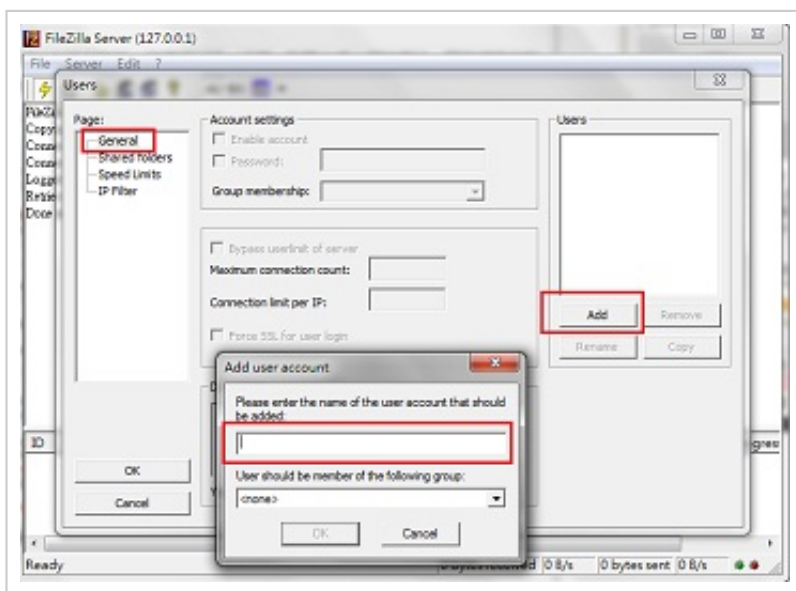 FileZilla Server (127.0.0.1)
File Server Edit ?
Users
Page:
General
Shared folders
Speed Limits
IP Filter
Account settings
Enable account
Password:
Group membership:
Bypass userlimit of server
Maximum connection count:
Connection limit per IP:
Force SSL for user login
Users
Add
Remove
Rename
Copy
OK
Cancel
Add user account
Please enter the name of the user account that should
be added:
User should be member of the following group:
<none>
OK
Cancel
ID
Ready
0 B/s
0 bytes sent
0 B/s